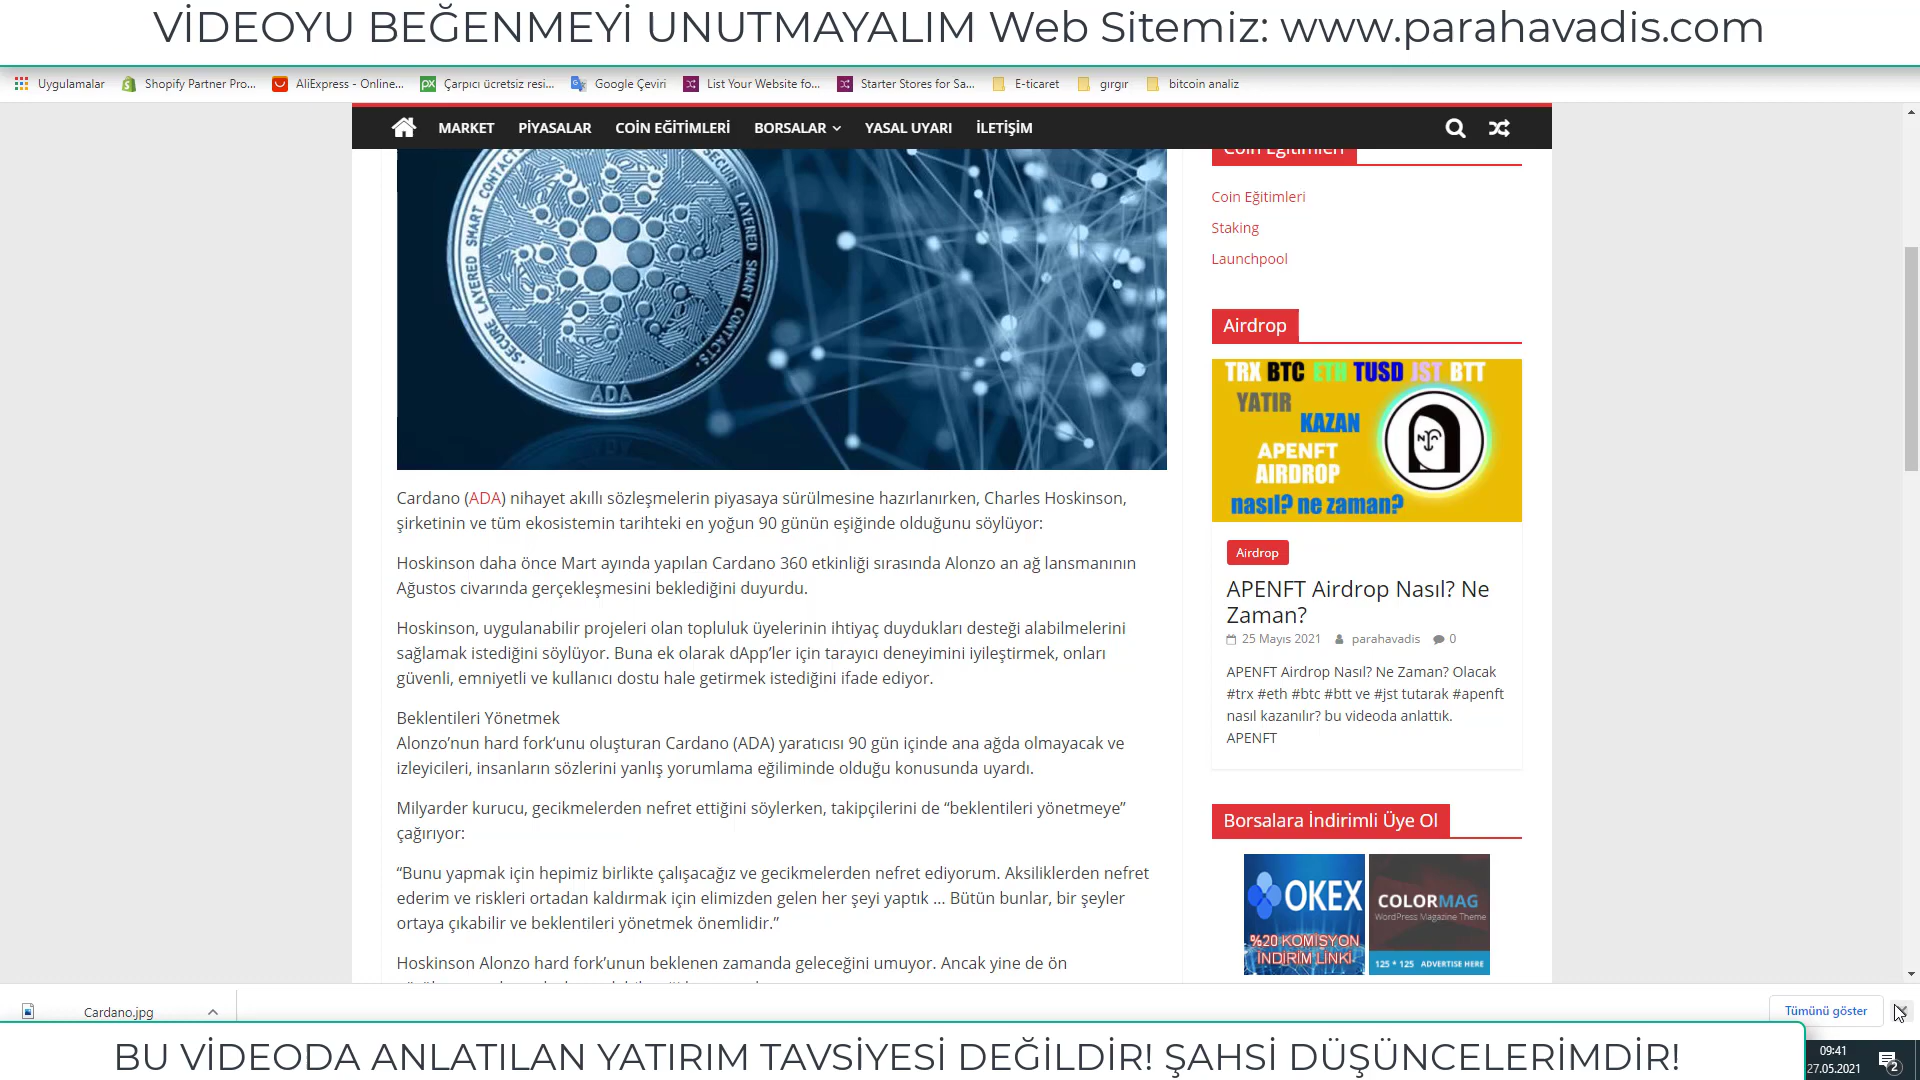 VİDEOYU BEĞENMEYİ UNUTMAYALIM Web Sitemiz: www.parahavadis.com
Uygulamalar Shopify Partner Pro... AliExpress - Online... Çarpıcı ücretsiz resi... Google Çeviri List Your Website fo... Starter Stores for Sa... E-ticaret gırgır bitcoin analiz
MARKET PİYASALAR COİN EĞİTİMLERİ BORSALAR YASAL UYARI İLETİŞİM
SECURE LAYERED SMART CONTACTS
SECURE LAYERED SMART CONTACTS
ADA
Cardano (ADA) nihayet akıllı sözleşmelerin piyasaya sürülmesine hazırlanırken, Charles Hoskinson,
şirketinin ve tüm ekosistemin tarihteki en yoğun 90 günün eşiğinde olduğunu söylüyor:
Hoskinson daha önce Mart ayında yapılan Cardano 360 etkinliği sırasında Alonzo an ağ lansmanının
Ağustos civarında gerçekleşmesini beklediğini duyurdu.
Hoskinson, uygulanabilir projeleri olan topluluk üyelerinin ihtiyaç duydukları desteği alabilmelerini
sağlamak istediğini söylüyor. Buna ek olarak dApp’ler için tarayıcı deneyimini iyileştirmek, onları
güvenli, emniyetli ve kullanıcı dostu hale getirmek istediğini ifade ediyor.
Beklentileri Yönetmek
Alonzo’nun hard fork‘unu oluşturan Cardano (ADA) yaratıcısı 90 gün içinde ana ağda olmayacak ve
izleyicileri, insanların sözlerini yanlış yorumlama eğiliminde olduğu konusunda uyardı.
Milyarder kurucu, gecikmelerden nefret ettiğini söylerken, takipçilerini de “beklentileri yönetmeye”
çağırıyor:
“Bunu yapmak için hepimiz birlikte çalışacağız ve gecikmelerden nefret ediyorum. Aksiliklerden nefret
ederim ve riskleri ortadan kaldırmak için elimizden gelen her şeyi yaptık ... Bütün bunlar, bir şeyler
ortaya çıkabilir ve beklentileri yönetmek önemlidir.”
Hoskinson Alonzo hard fork’unun beklenen zamanda geleceğini umuyor. Ancak yine de ön
Coin Eğitimleri
Coin Eğitimleri
Staking
Launchpool
Airdrop
TRX BTC ETH TUSD JST BTT
YATIR
KAZAN
APENFT
AIRDROP
nasıl? ne zaman?
Airdrop
APENFT Airdrop Nasıl? Ne
Zaman?
25 Mayıs 2021 parahavadis 0
APENFT Airdrop Nasıl? Ne Zaman? Olacak
#trx #eth #btc #btt ve #jst tutarak #apenft
nasıl kazanılır? bu videoda anlattık.
APENFT
Borsalara İndirimli Üye Ol
OKEX
%20 KOMİSYON
İNDİRİM LİNKİ
COLORMAG
WordPress Magazine Theme
125 * 125 ADVERTISE HERE
Cardano.jpg
Tümünü göster
BU VİDEODA ANLATILAN YATIRIM TAVSİYESİ DEĞİLDİR! ŞAHSİ DÜŞÜNCELERİMDİR!
09:41
27.05.2021
2